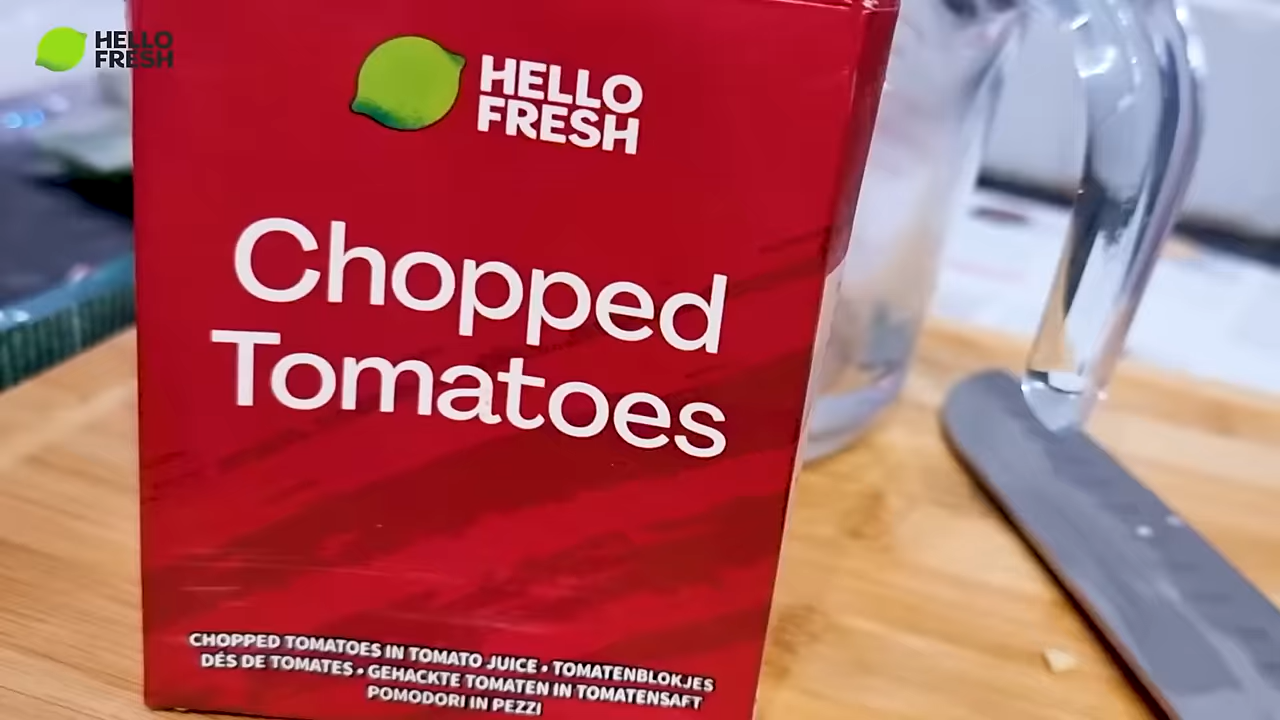 HELLO
FRESH
HELLO
FRESH
Chopped
Tomatoes
CHOPPED TOMATOES IN TOMATO JUICE • TOMATENBLOKJES
DÉS DE TOMATES • GEHACKTE TOMATEN IN TOMATENSAFT
POMODORI IN PEZZI